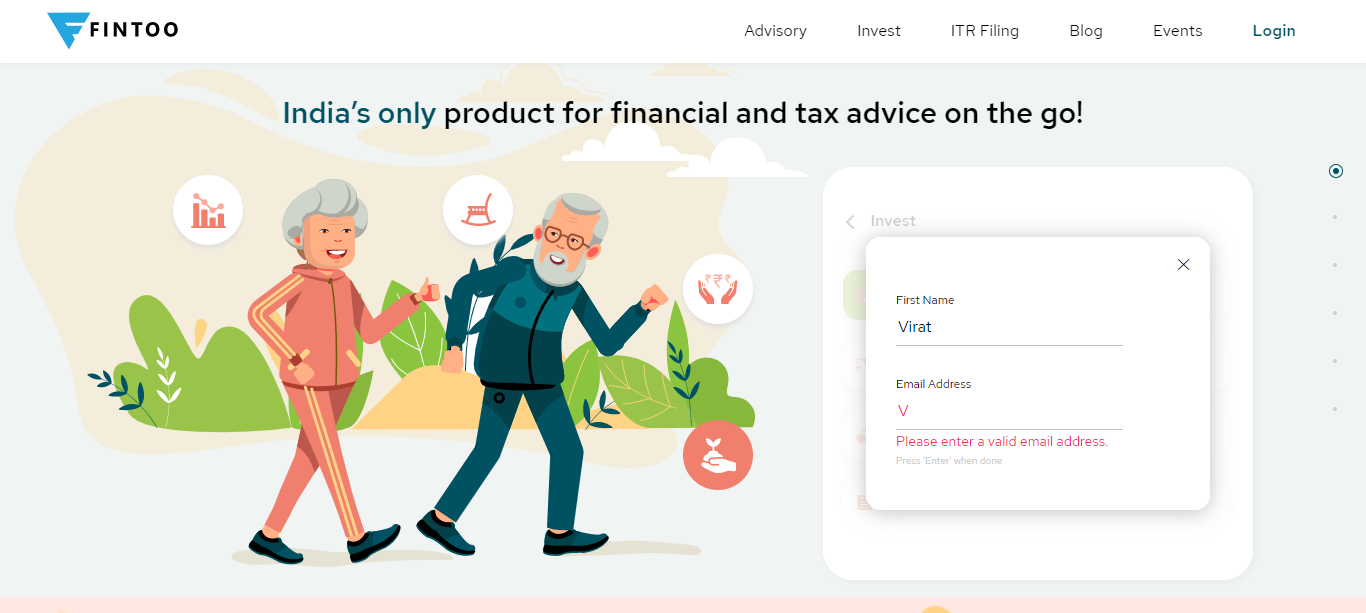 FINTOO
Advisory
Invest
ITR Filing
Blog
Events
Login
India's only product for financial and tax advice on the go!
Invest
First Name
Virat
Email Address
V
Please enter a valid email address.
Press 'Enter' when done